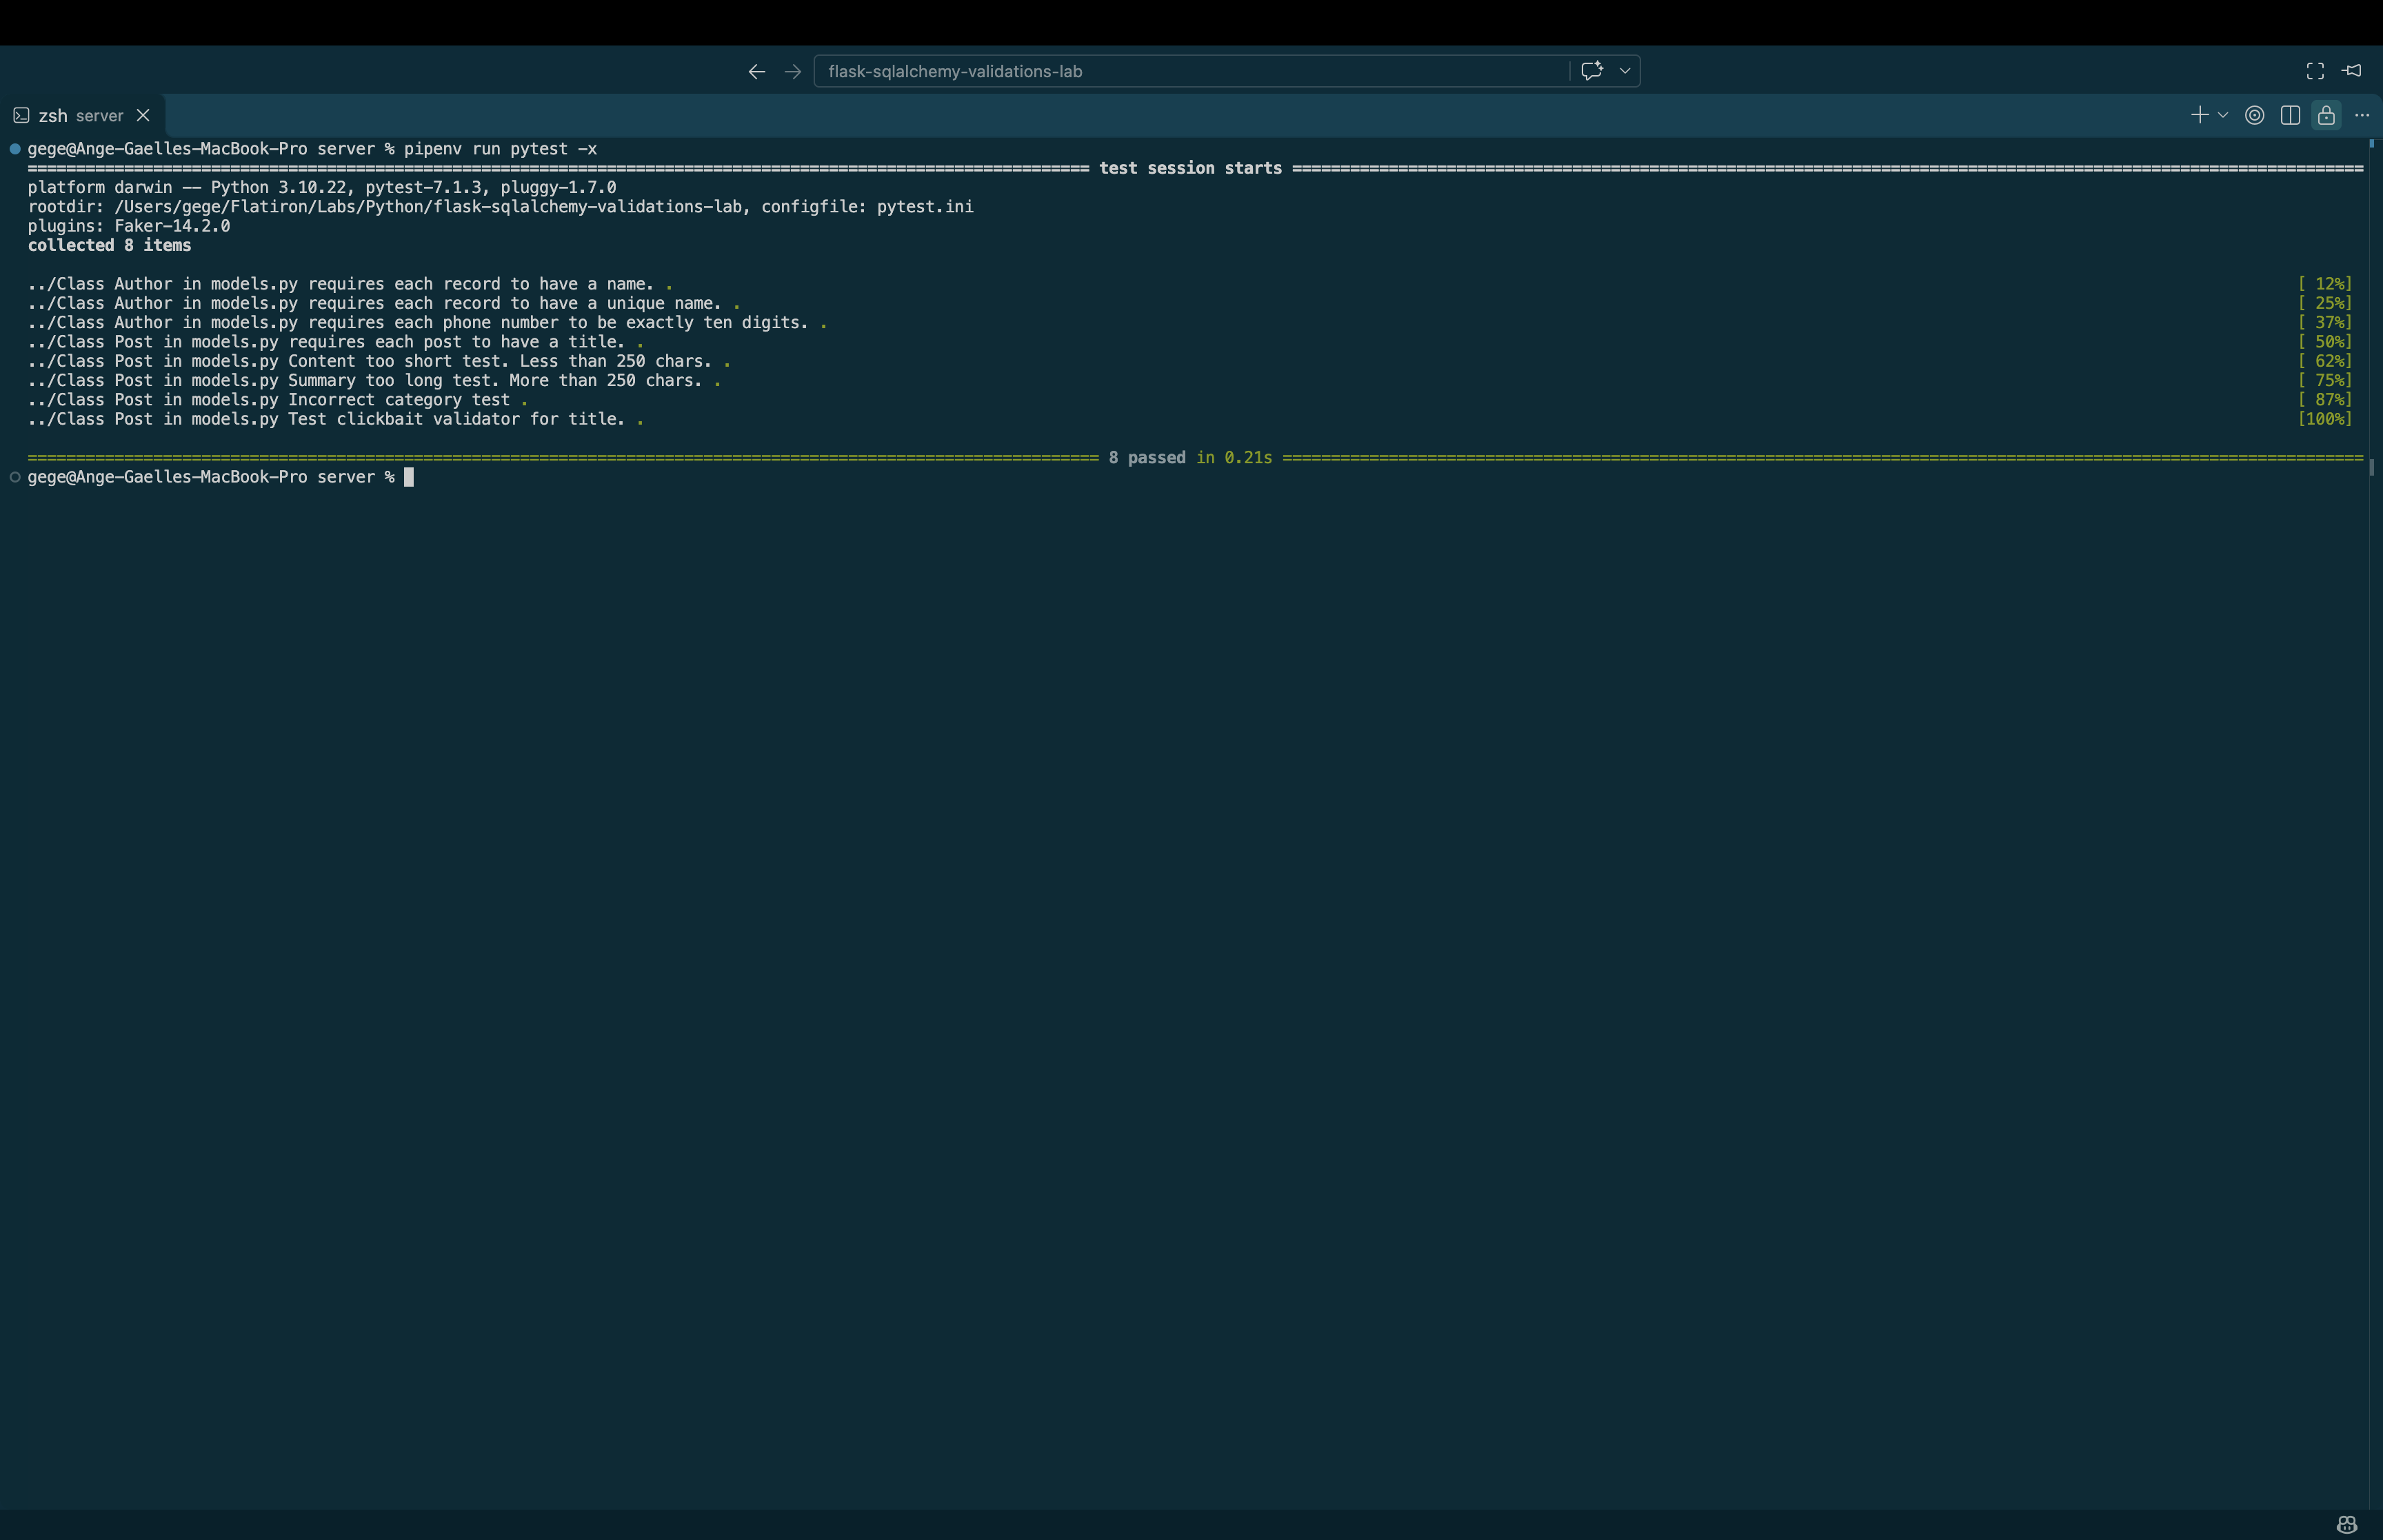 flask-sqlalchemy-validations-lab
zsh server
gege@Ange-Gaelles-MacBook-Pro server % pipenv run pytest -x
============================== test session starts ==============================
platform darwin -- Python 3.10.22, pytest-7.1.3, pluggy-1.7.0
rootdir: /Users/gege/Flatiron/Labs/Python/flask-sqlalchemy-validations-lab, configfile: pytest.ini
plugins: Faker-14.2.0
collected 8 items
../Class Author in models.py requires each record to have a name. . [ 12%]
../Class Author in models.py requires each record to have a unique name. . [ 25%]
../Class Author in models.py requires each phone number to be exactly ten digits. . [ 37%]
../Class Post in models.py requires each post to have a title. . [ 50%]
../Class Post in models.py Content too short test. Less than 250 chars. . [ 62%]
../Class Post in models.py Summary too long test. More than 250 chars. . [ 75%]
../Class Post in models.py Incorrect category test . [ 87%]
../Class Post in models.py Test clickbait validator for title. . [100%]
============================== 8 passed in 0.21s ==============================
gege@Ange-Gaelles-MacBook-Pro server %